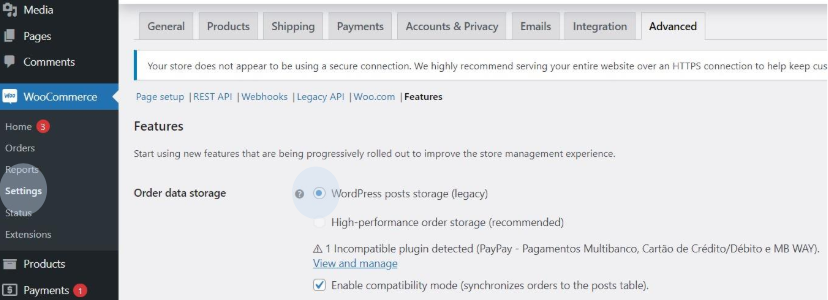 Media
Pages
Comments
WooCommerce
Home 3
Orders
Reports
Settings
Status
Extensions
Products
Payments 1
General Products Shipping Payments Accounts & Privacy Emails Integration Advanced
Your store does not appear to be using a secure connection. We highly recommend serving your entire website over an HTTPS connection to help keep cus
Page setup | REST API | Webhooks | Legacy API | Woo.com | Features
Features
Start using new features that are being progressively rolled out to improve the store management experience.
Order data storage ? WordPress posts storage (legacy)
High-performance order storage (recommended)
⚠ 1 Incompatible plugin detected (PayPay - Pagamentos Multibanco, Cartão de Crédito/Débito e MB WAY).
View and manage
Enable compatibility mode (synchronizes orders to the posts table).